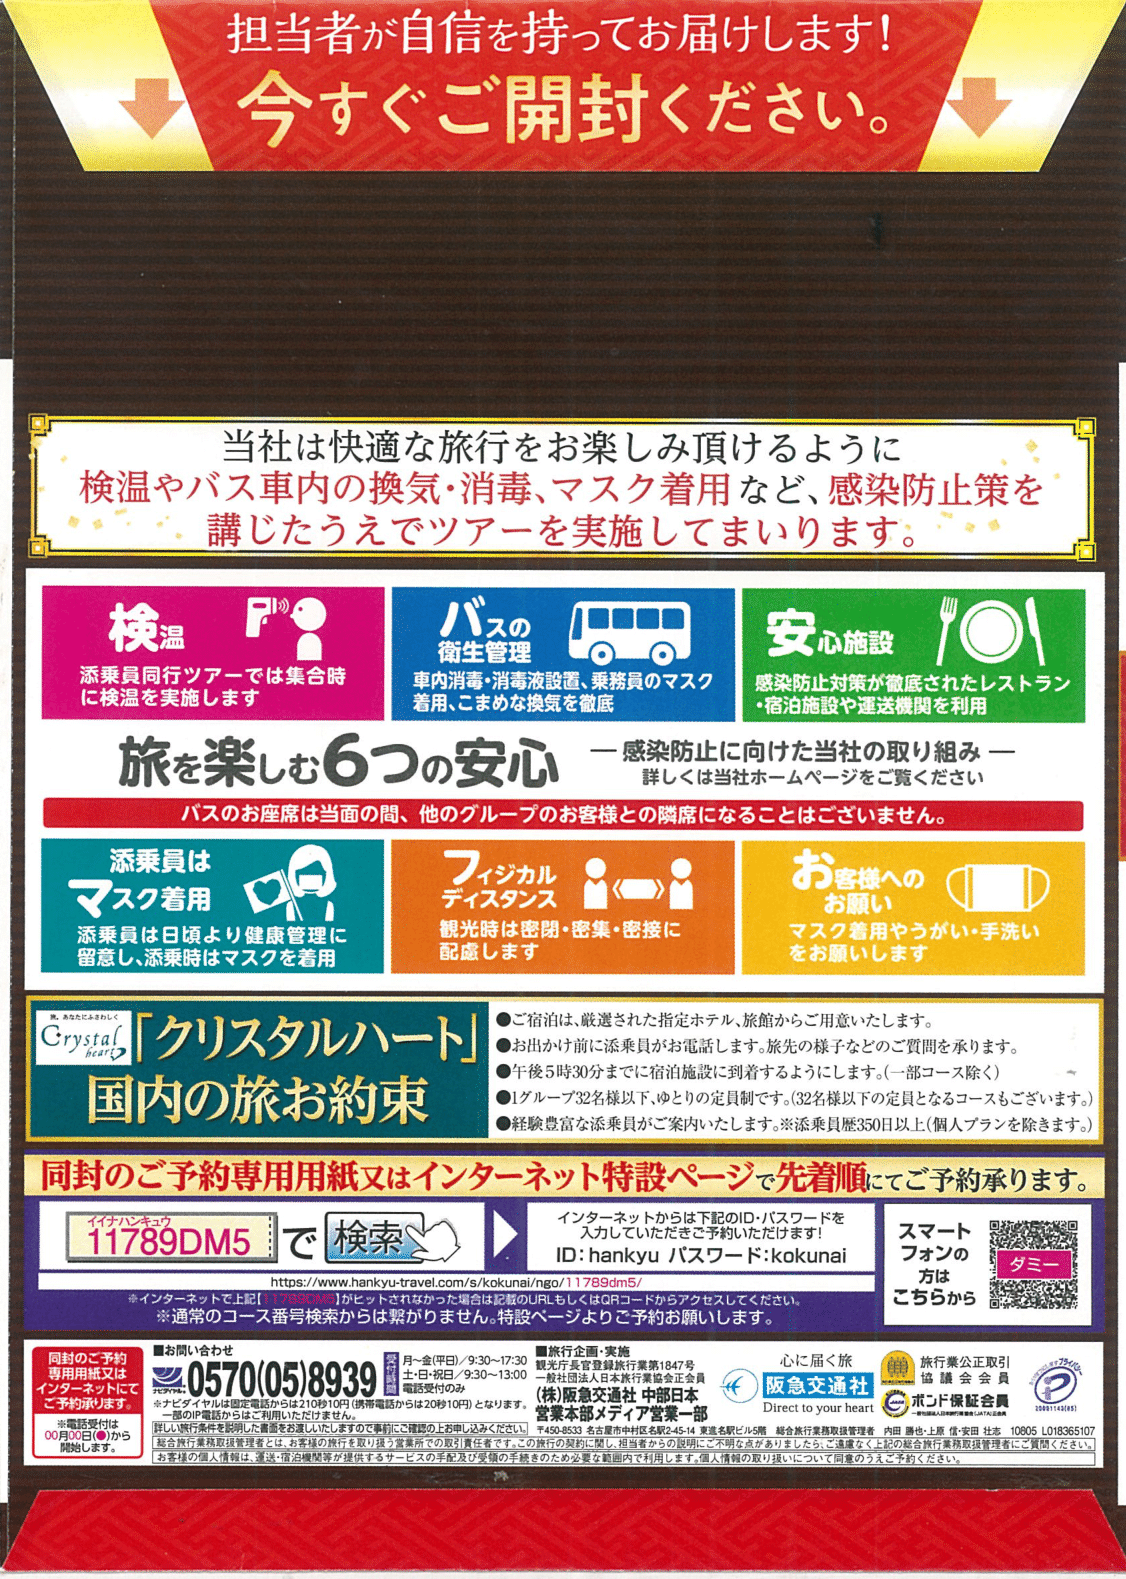 担当者が自信を持ってお届けします!
今すぐご開封ください。
当社は快適な旅行をお楽しみ頂けるように
検温やバス車内の換気・消毒、マスク着用など、感染防止策を
講じたうえでツアーを実施してまいります。
検温
添乗員同行ツアーでは集合時
に検温を実施します
バスの
衛生管理
車内消毒・消毒液設置、乗務員のマスク
着用、こまめな換気を徹底
安心施設
感染防止対策が徹底されたレストラン
・宿泊施設や運送機関を利用
旅を楽しむ6つの安心
― 感染防止に向けた当社の取り組み ―
詳しくは当社ホームページをご覧ください
バスのお座席は当面の間、他のグループのお客様との隣席になることはございません。
添乗員は
マスク着用
添乗員は日頃より健康管理に
留意し、添乗時はマスクを着用
フィジカル
ディスタンス
観光時は密閉・密集・密接に
配慮します
お客様への
お願い
マスク着用やうがい・手洗い
をお願いします
旅、あなたにふさわしく
Crystal
heart
「クリスタルハート」
国内の旅お約束
●ご宿泊は、厳選された指定ホテル、旅館からご用意いたします。
●お出かけ前に添乗員がお電話します。旅先の様子などのご質問を承ります。
●午後5時30分までに宿泊施設に到着するようにします。(一部コース除く)
●1グループ32名様以下、ゆとりの定員制です。(32名様以下の定員となるコースもございます。)
●経験豊富な添乗員がご案内いたします。※添乗員歴350日以上(個人プランを除きます。)
同封のご予約専用用紙又はインターネット特設ページで先着順にてご予約承ります。
イイナハンキュウ
11789DM5で検索
インターネットからは下記のID・パスワードを
入力していただきご予約いただけます!
ID:hankyu パスワード:kokunai
https://www.hankyu-travel.com/s/kokunai/ngo/11789dm5/
※インターネットで上記【11789DM5】がヒットされなかった場合は記載のURLもしくはQRコードからアクセスしてください。
※通常のコース番号検索からは繋がりません。特設ページよりご予約お願いします。
スマート
フォンの
方は
こちらから
ダミー
同封のご予約
専用用紙又は
インターネットにて
ご予約承ります。
※電話受付は
00月00日(●)から
開始します。
■お問い合わせ
ナビダイヤル
0570(05)8939
受付時間
月~金(平日)/9:30~17:30
土・日・祝日/9:30~13:00
電話受付のみ
※ナビダイヤルは固定電話からは210秒10円(携帯電話からは20秒10円)となります。
一部のIP電話からはご利用いただけません。
詳しい旅行条件を説明した書面をお渡しいたしますので事前にご確認の上お申し込みください。
■旅行企画・実施
観光庁長官登録旅行業第1847号
一般社団法人日本旅行業協会正会員
(株)阪急交通社 中部日本
営業本部メディア営業一部
〒450-8533 名古屋市中村区名駅2-45-14 東進名駅ビル5階 総合旅行業務取扱管理者 内田 勝也・上原 信・安田 壮志 10805 L018365107
心に届く旅
阪急交通社
Direct to your heart
旅行業公正取引
協議会会員
ボンド保証会員
一般社団法人日本旅行業協会(JATA)正会員
総合旅行業務取扱管理者とは、お客様の旅行を取り扱う営業所での取引責任者です。この旅行の契約に関し、担当者からの説明にご不明な点がありましたら、ご遠慮なく上記の総合旅行業務取扱管理者にご質問ください。
お客様の個人情報は、運送・宿泊機関等が提供するサービスの手配及び受領の手続きのため必要な範囲内で利用します。個人情報の取り扱いについて同意のうえご予約ください。